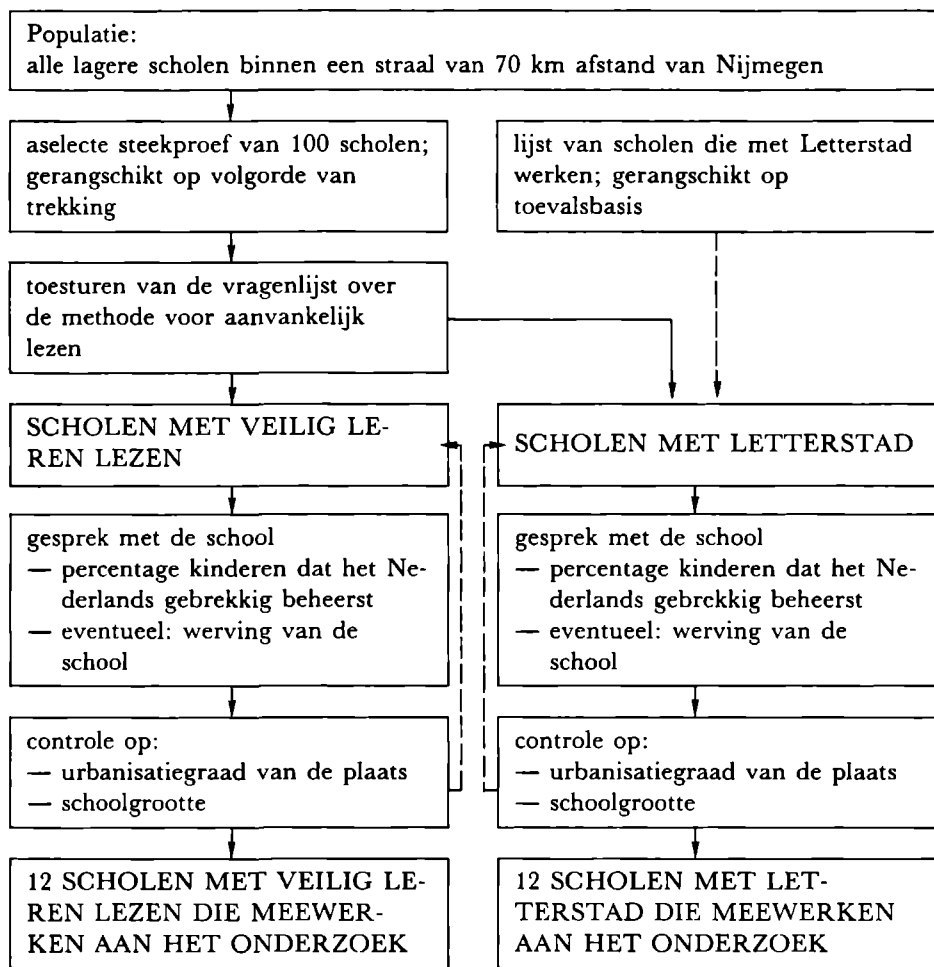 Populatie:
alle lagere scholen binnen een straal van 70 km afstand van Nijmegen
aselecte steekproef van 100 scholen;
gerangschikt op volgorde van
trekking
lijst van scholen die met Letterstad
werken; gerangschikt op
toevalsbasis
toesturen van de vragenlijst over
de methode voor aanvankelijk
lezen
SCHOLEN MET VEILIG LE-
REN LEZEN
SCHOLEN MET LETTERSTAD
gesprek met de school
— percentage kinderen dat het Ne-
derlands gebrekkig beheerst
— eventueel: werving van de
school
gesprek met de school
— percentage kinderen dat het Ne-
derlands gebrekkig beheerst
— eventueel: werving van de
school
controle op:
— urbanisatiegraad van de plaats
— schoolgrootte
controle op:
— urbanisatiegraad van de plaats
— schoolgrootte
12 SCHOLEN MET VEILIG LE-
REN LEZEN DIE MEEWER-
KEN AAN HET ONDERZOEK
12 SCHOLEN MET LET-
TERSTAD DIE MEEWERKEN
AAN HET ONDERZOEK